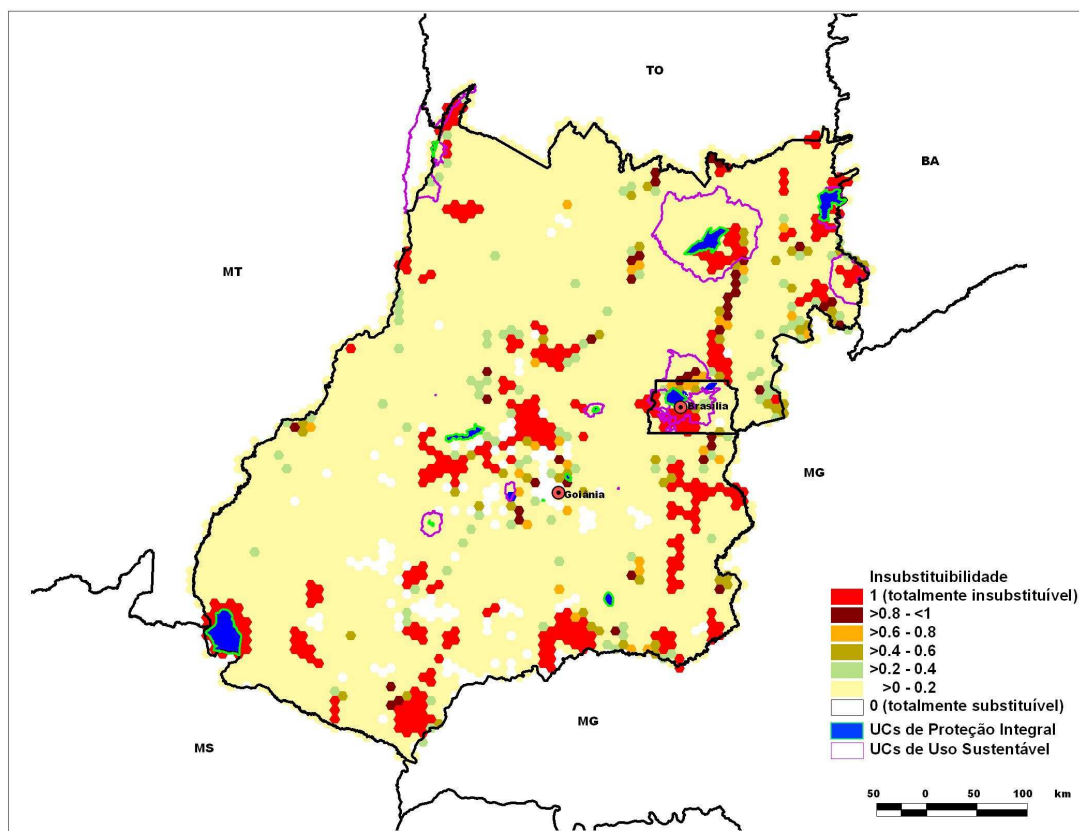 TO
BA
MT
Brasília
MG
Goiânia
Insubstituibilidade
1 (totalmente insubstituível)
>0.8 - <1
>0.6 - 0.8
>0.4 - 0.6
>0.2 - 0.4
>0 - 0.2
0 (totalmente substituível)
UCs de Proteção Integral
UCs de Uso Sustentável
MG
MS
50 0 50 100 km